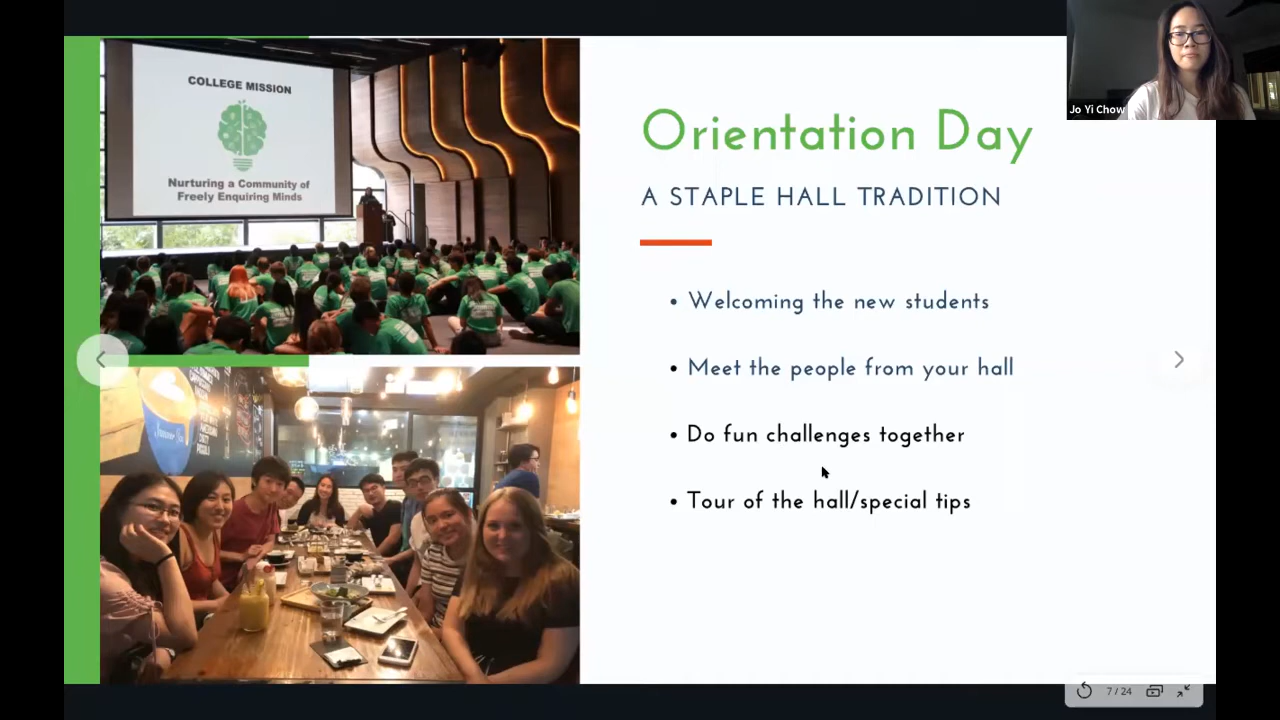 COLLEGE MISSION
Nurturing a Community of
Freely Enquiring Minds
Orientation Day
A STAPLE HALL TRADITION
• Welcoming the new students
• Meet the people from your hall
• Do fun challenges together
• Tour of the hall/special tips
Jo Yi Chow
7 / 24